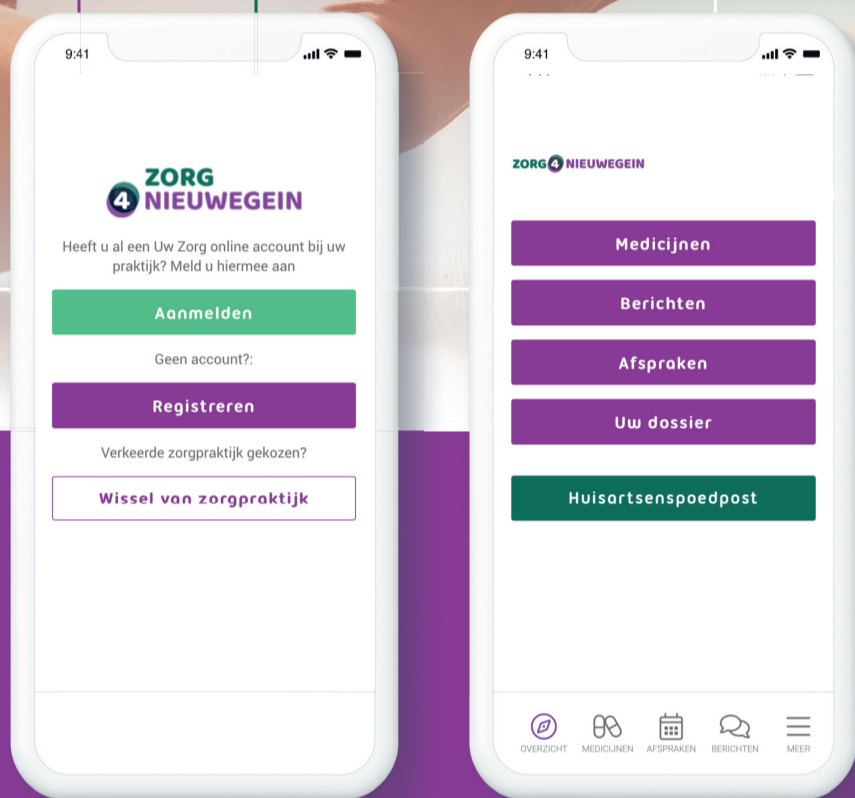 9:41
ZORG
4 NIEUWEGEIN
Heeft u al een Uw Zorg online account bij uw
praktijk? Meld u hiermee aan
Aanmelden
Geen account?:
Registreren
Verkeerde zorgpraktijk gekozen?
Wissel van zorgpraktijk
9:41
ZORG 4 NIEUWEGEIN
Medicijnen
Berichten
Afspraken
Uw dossier
Huisartsenspoedpost
OVERZICHT MEDICIJNEN AFSPRAKEN BERICHTEN MEER